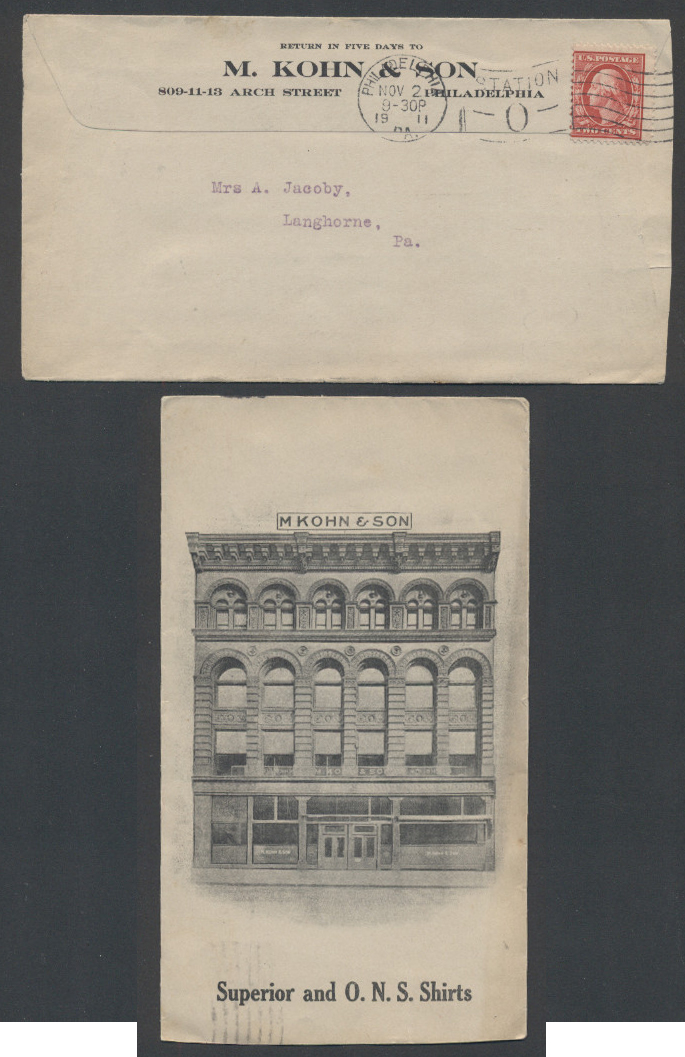 RETURN IN FIVE DAYS TO
M. KOHN & SON
809-11-13 ARCH STREET PHILADELPHIA
PHILADELPHIA
NOV 2
9-30P
19 11
PA.
STATION
O
U.S. POSTAGE
TWO CENTS
Mrs A. Jacoby,
Langhorne,
Pa.
M KOHN & SON
Superior and O. N. S. Shirts